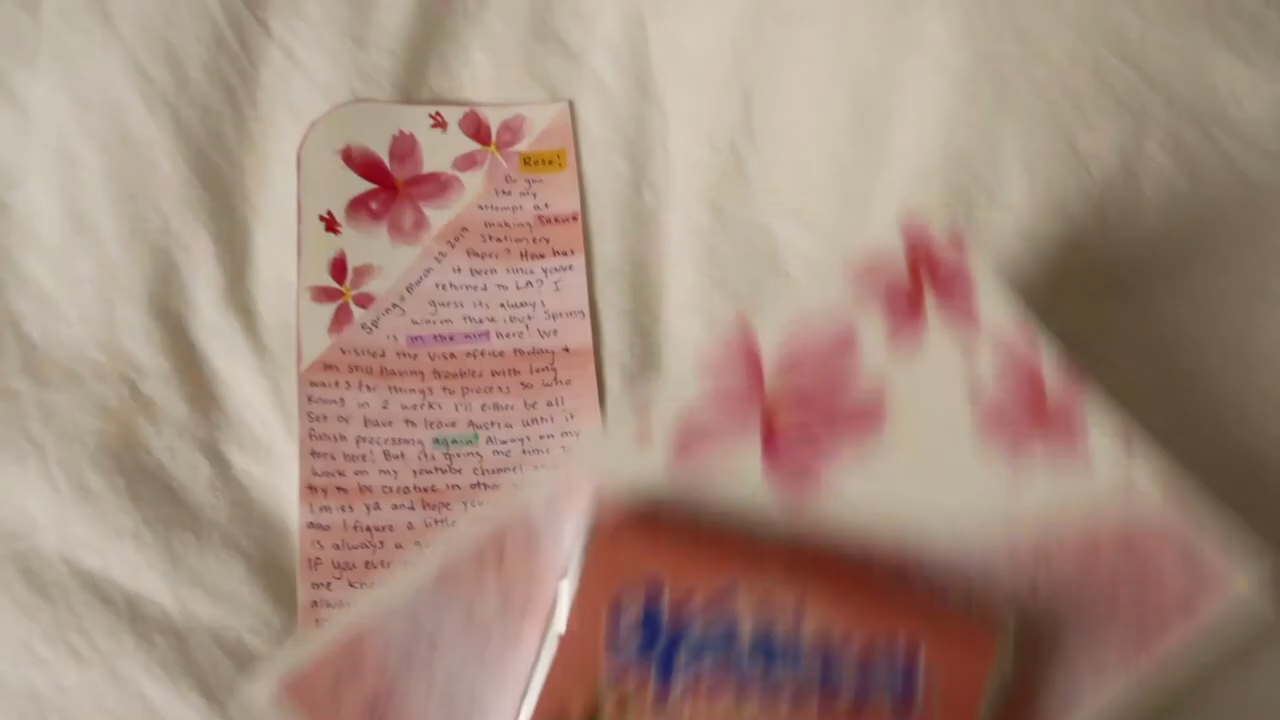 Rose!
Do you
like my
attempt at
making Sakura
Stationery
Paper? How has
it been since you've
returned to LA? I
guess its always
warm there, but Spring
is in the air here! We
visited the Visa office today +
am still having troubles with long
waits for things to process so who
knows in 2 weeks I'll either be all
set or have to leave Austria until it
finish processing again! Always on my
toes here! But its giving me time to
work on my youtube channel
try to be creative in other
I miss ya and hope you
and I figure a little
is always a
If you ever
me know
always
Spring March 22 2019